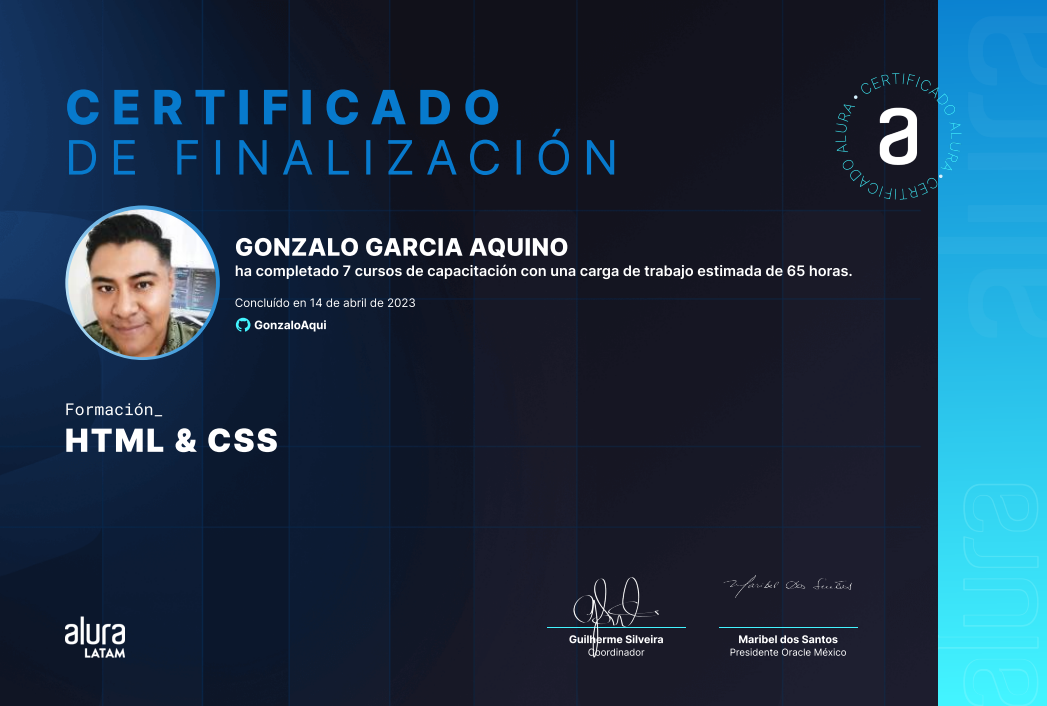 CERTIFICADO
DE FINALIZACIÓN
CERTIFICADO ALURA • CERTIFICADO ALURA •
a
GONZALO GARCIA AQUINO
ha completado 7 cursos de capacitación con una carga de trabajo estimada de 65 horas.
Concluído en 14 de abril de 2023
GonzaloAqui
Formación_
HTML & CSS
Maribel dos Santos
alura
LATAM
Guilherme Silveira
Coordinador
Maribel dos Santos
Presidente Oracle México
alura
alura